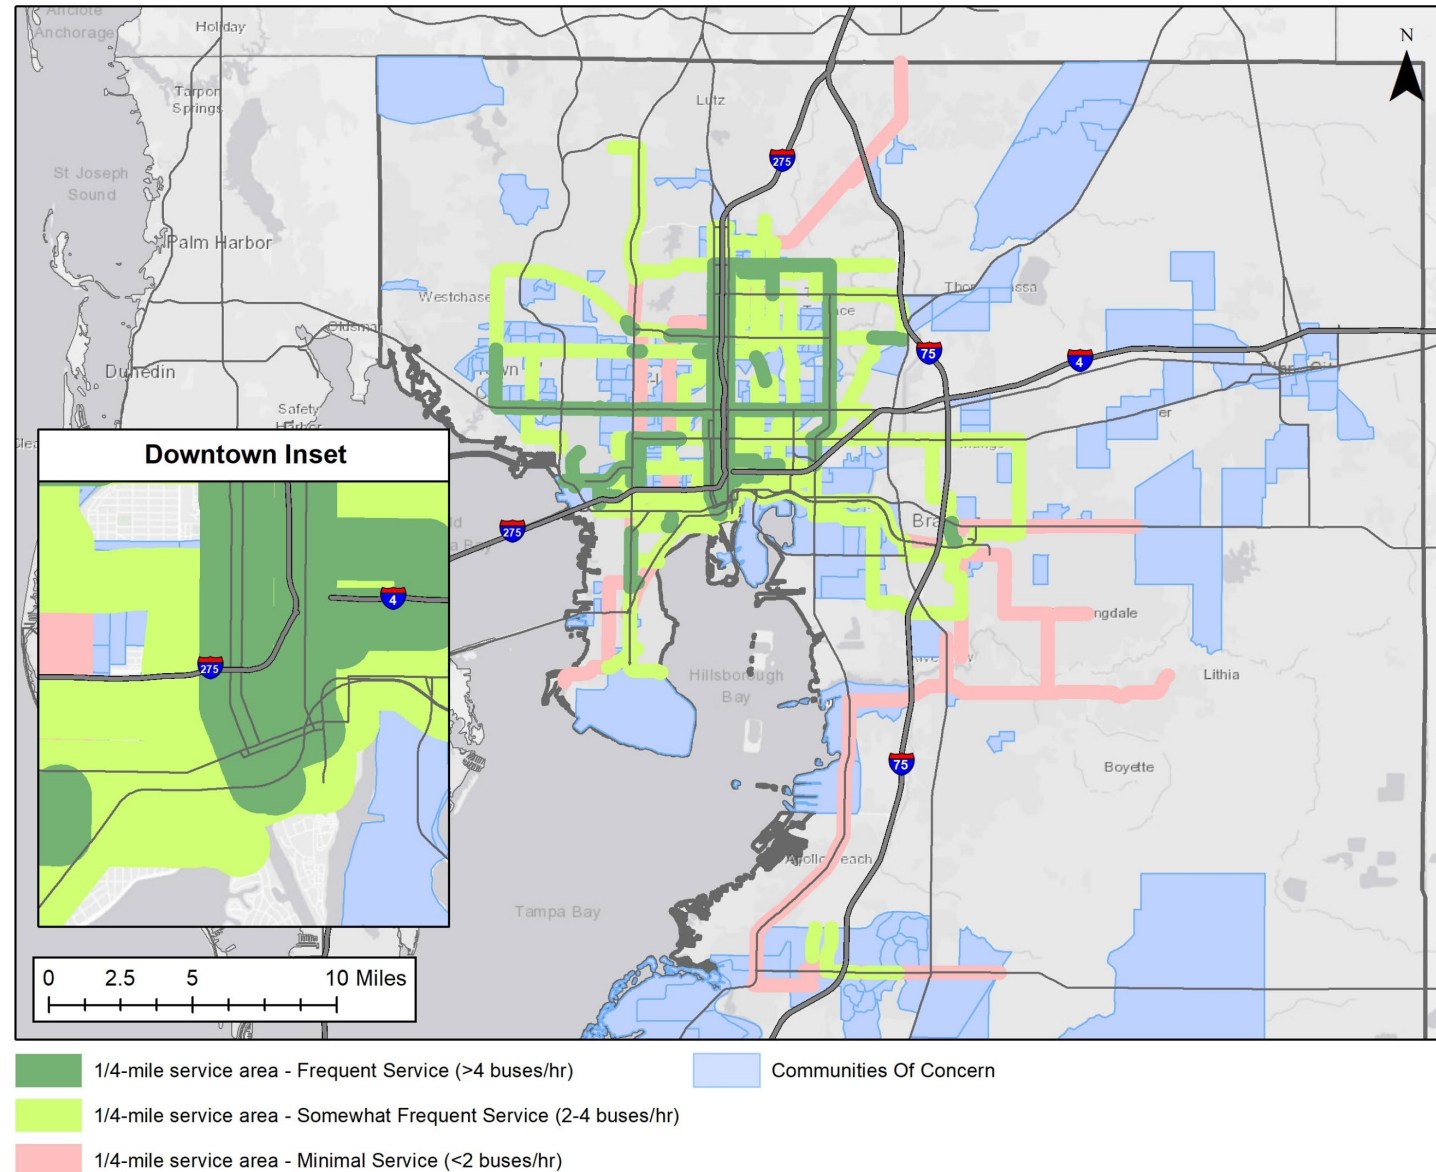 Anclote
Anchorage
Holiday
N
Tarpon
Springs
Lutz
275
St Joseph
Sound
Palm Harbor
Westchase
Oldsmar
Dunedin
75
4
Safety
Harbor
Downtown Inset
275
4
275
ngdale
Hillsborough
Bay
Lithia
75
Boyette
Tampa Bay
0 2.5 5 10 Miles
1/4-mile service area - Frequent Service (>4 buses/hr)
Communities Of Concern
1/4-mile service area - Somewhat Frequent Service (2-4 buses/hr)
1/4-mile service area - Minimal Service (<2 buses/hr)